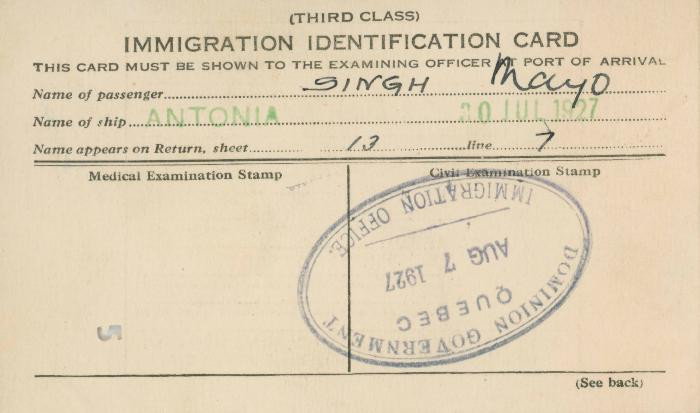 (THIRD CLASS)
IMMIGRATION IDENTIFICATION CARD
THIS CARD MUST BE SHOWN TO THE EXAMINING OFFICER AT PORT OF ARRIVAL
Name of passenger SINGH Mayo
Name of ship ANTONIA 30 JUL 1927
Name appears on Return, sheet 13 line 7
Medical Examination Stamp
Civil Examination Stamp
IMMIGRATION OFFICE.
AUG 7 1927
QUEBEC
DOMINION GOVERNMENT
5
(See back)